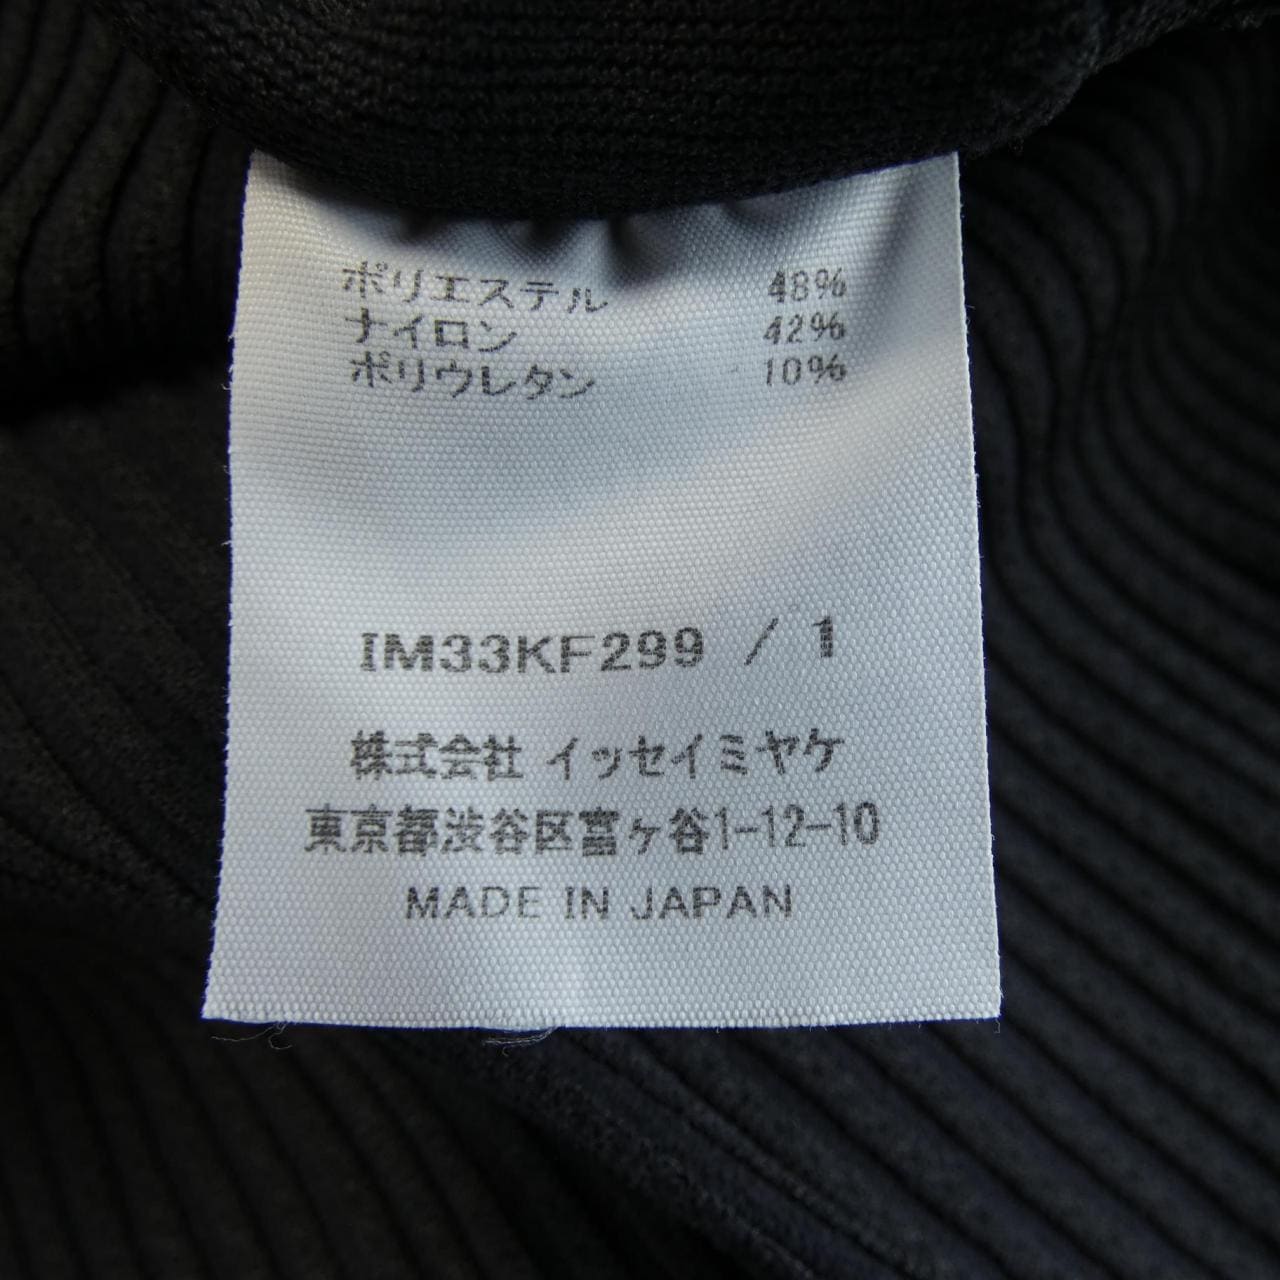 ポリエステル 48%
ナイロン 42%
ポリウレタン 10%
IM33KF299 / 1
株式会社 イッセイミヤケ
東京都渋谷区富ヶ谷1-12-10
MADE IN JAPAN